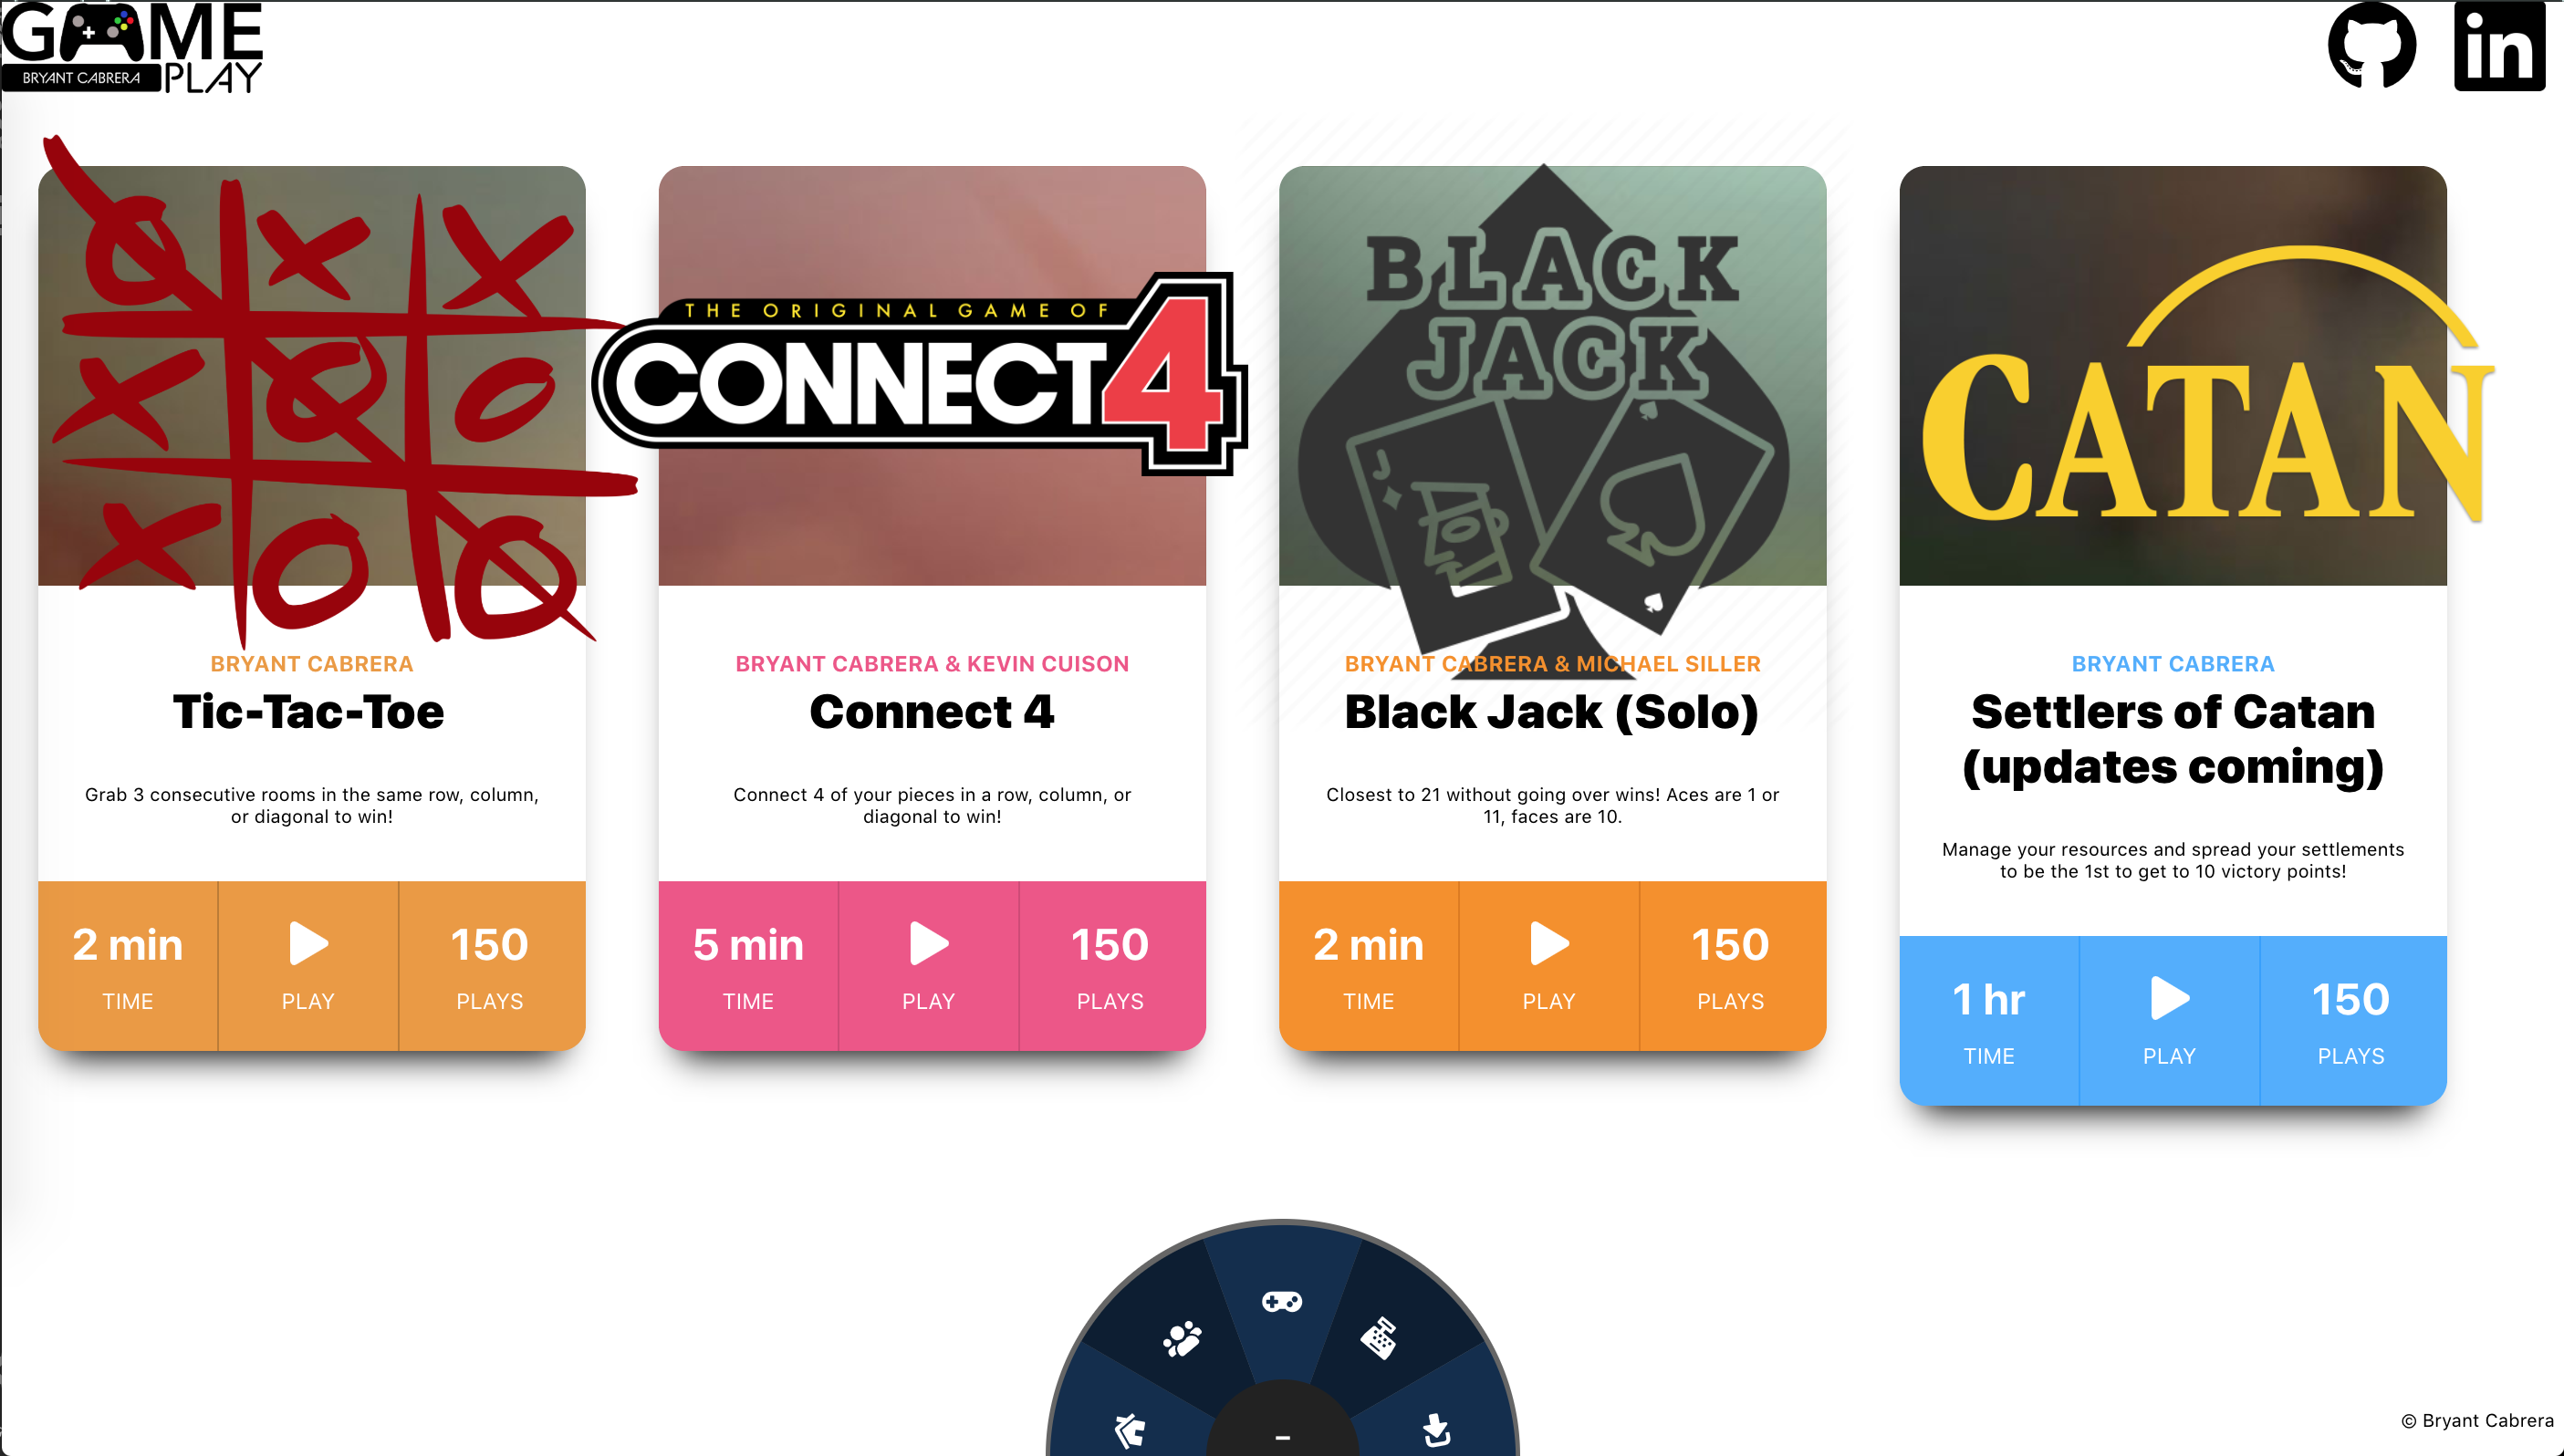 GAME
BRYANT CABRERA PLAY
in
THE ORIGINAL GAME OF
CONNECT 4
BLACK
JACK
J
CATAN
BRYANT CABRERA
Tic-Tac-Toe
Grab 3 consecutive rooms in the same row, column,
or diagonal to win!
2 min
TIME
PLAY
150
PLAYS
BRYANT CABRERA & KEVIN CUISON
Connect 4
Connect 4 of your pieces in a row, column, or
diagonal to win!
5 min
TIME
PLAY
150
PLAYS
BRYANT CABRERA & MICHAEL SILLER
Black Jack (Solo)
Closest to 21 without going over wins! Aces are 1 or
11, faces are 10.
2 min
TIME
PLAY
150
PLAYS
BRYANT CABRERA
Settlers of Catan
(updates coming)
Manage your resources and spread your settlements
to be the 1st to get to 10 victory points!
1 hr
TIME
PLAY
150
PLAYS
© Bryant Cabrera